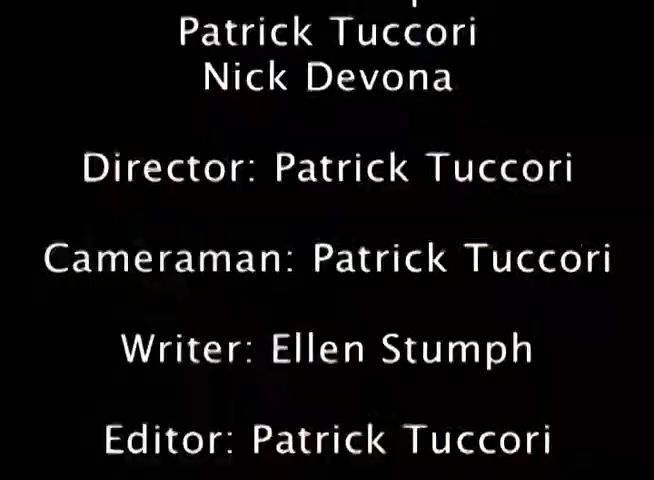 Patrick Tuccori
Nick Devona
Director: Patrick Tuccori
Cameraman: Patrick Tuccori
Writer: Ellen Stumph
Editor: Patrick Tuccori